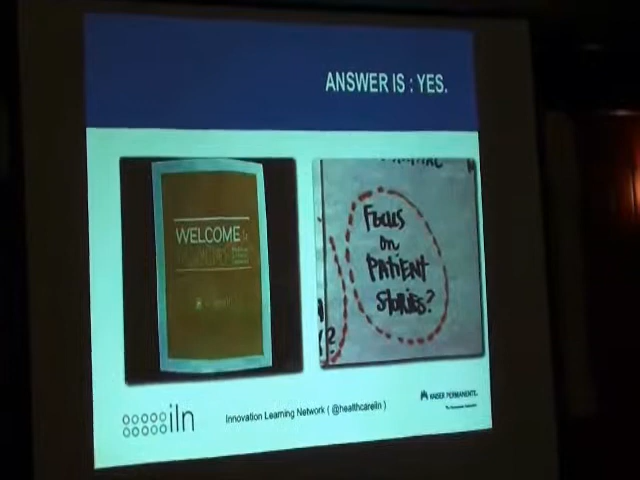 ANSWER IS : YES.
WELCOME
FOCUS
on
PATIENT
STORIES?
iln
Innovation Learning Network ( @healthcareiln )
KAISER PERMANENTE.